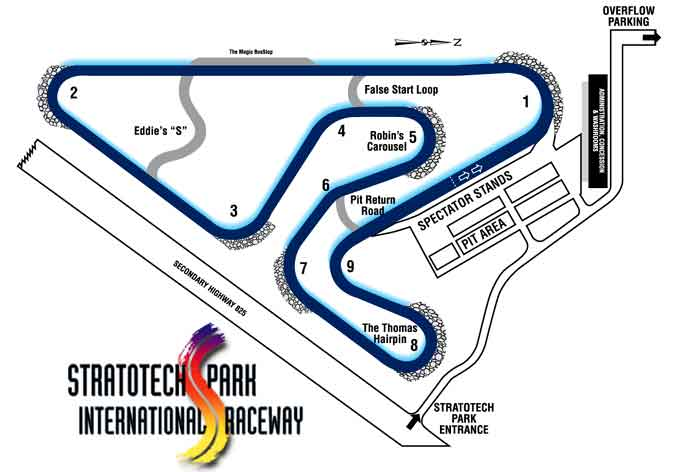 OVERFLOW
PARKING
N
The Magic BusStop
False Start Loop
1
2
ADMINISTRATION, CONCESSION
& WASHROOMS
Eddie's "S"
4
Robin's
Carousel
5
6
Pit Return
Road
SPECTATOR STANDS
PIT AREA
3
7
9
SECONDARY HIGHWAY 825
The Thomas
Hairpin
8
STRATOTECH PARK
INTERNATIONAL RACEWAY
STRATOTECH
PARK
ENTRANCE